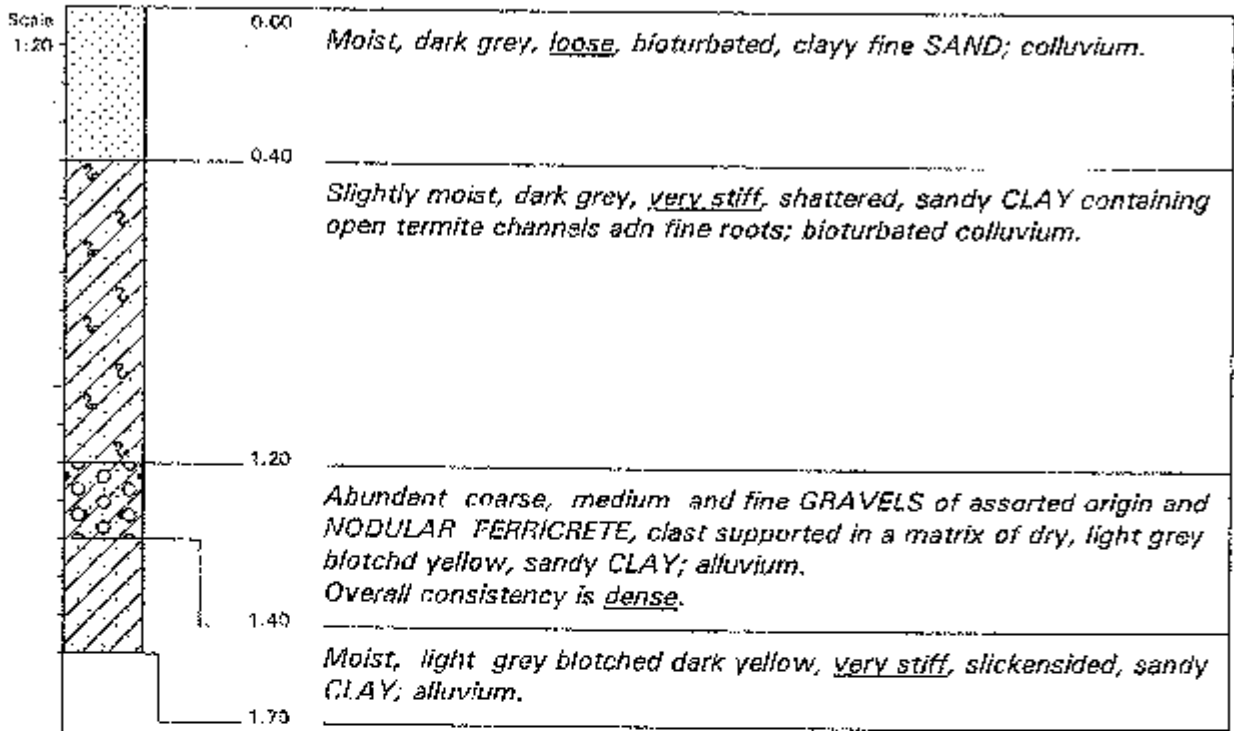 Scale
1:20
0.00
Moist, dark grey, loose, bioturbated, clayy fine SAND; colluvium.
0.40
Slightly moist, dark grey, very stiff, shattered, sandy CLAY containing
open termite channels adn fine roots; bioturbated colluvium.
1.20
Abundant coarse, medium and fine GRAVELS of assorted origin and
NODULAR FERRICRETE, clast supported in a matrix of dry, light grey
blotchd yellow, sandy CLAY; alluvium.
Overall consistency is dense.
1.40
Moist, light grey blotched dark yellow, very stiff, slickensided, sandy
CLAY; alluvium.
1.70